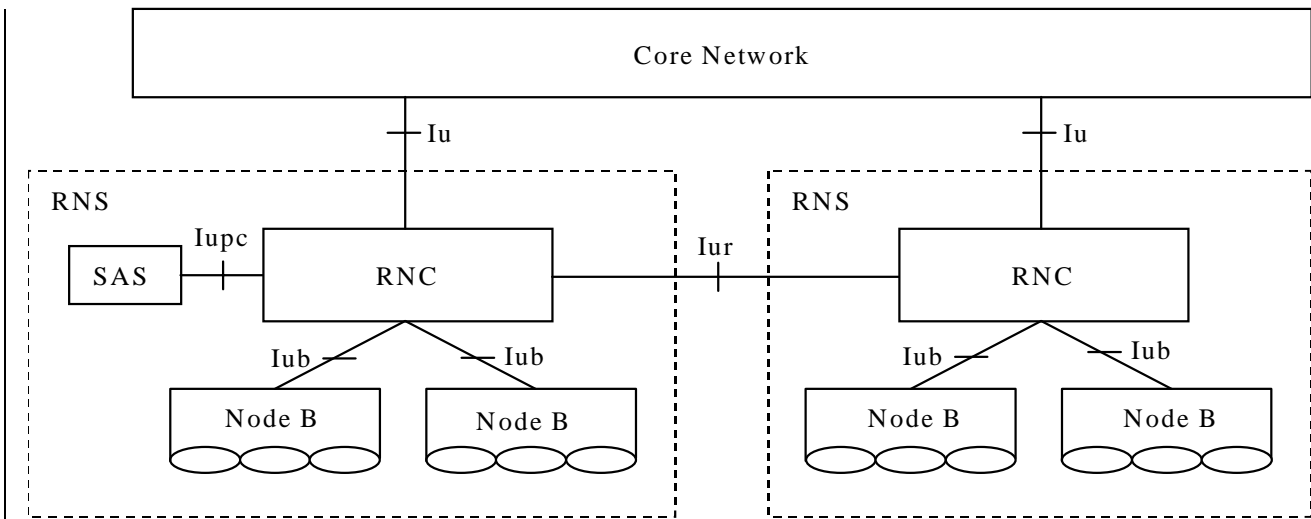 Core Network
Iu
Iu
RNS
RNS
Iupc
Iur
SAS
RNC
RNC
Iub
Iub
Iub
Iub
Node B
Node B
Node B
Node B